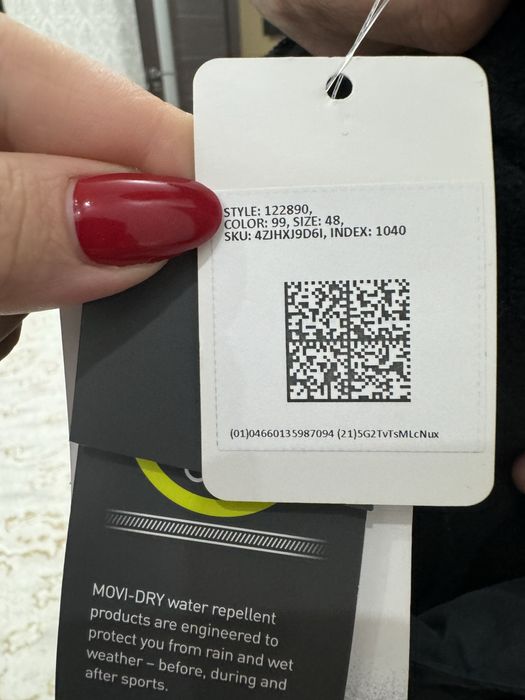 STYLE: 122890,
COLOR: 99, SIZE: 48,
SKU: 4ZJHXJ9D6I, INDEX: 1040
(01)04660135987094 (21)5G2TvTsMLcNux
MOVI-DRY water repellent
products are engineered to
protect you from rain and wet
weather – before, during and
after sports.